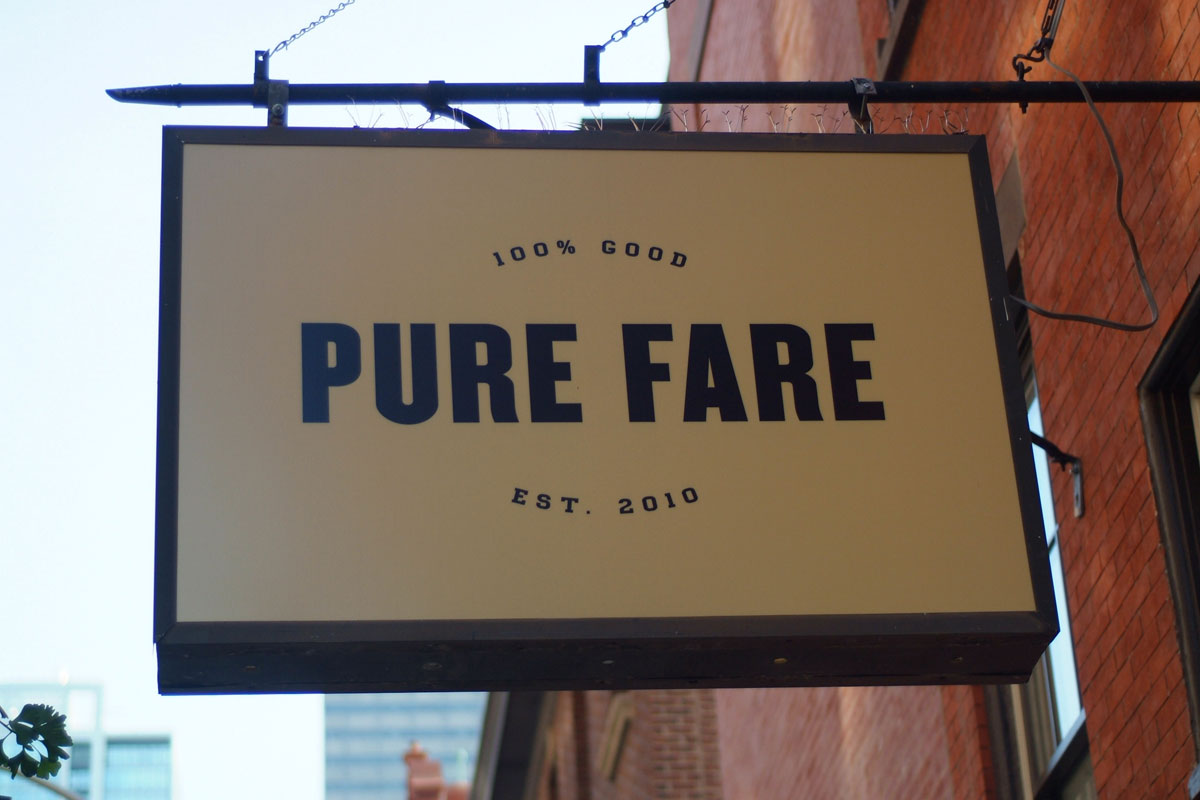 100% GOOD
PURE FARE
EST. 2010